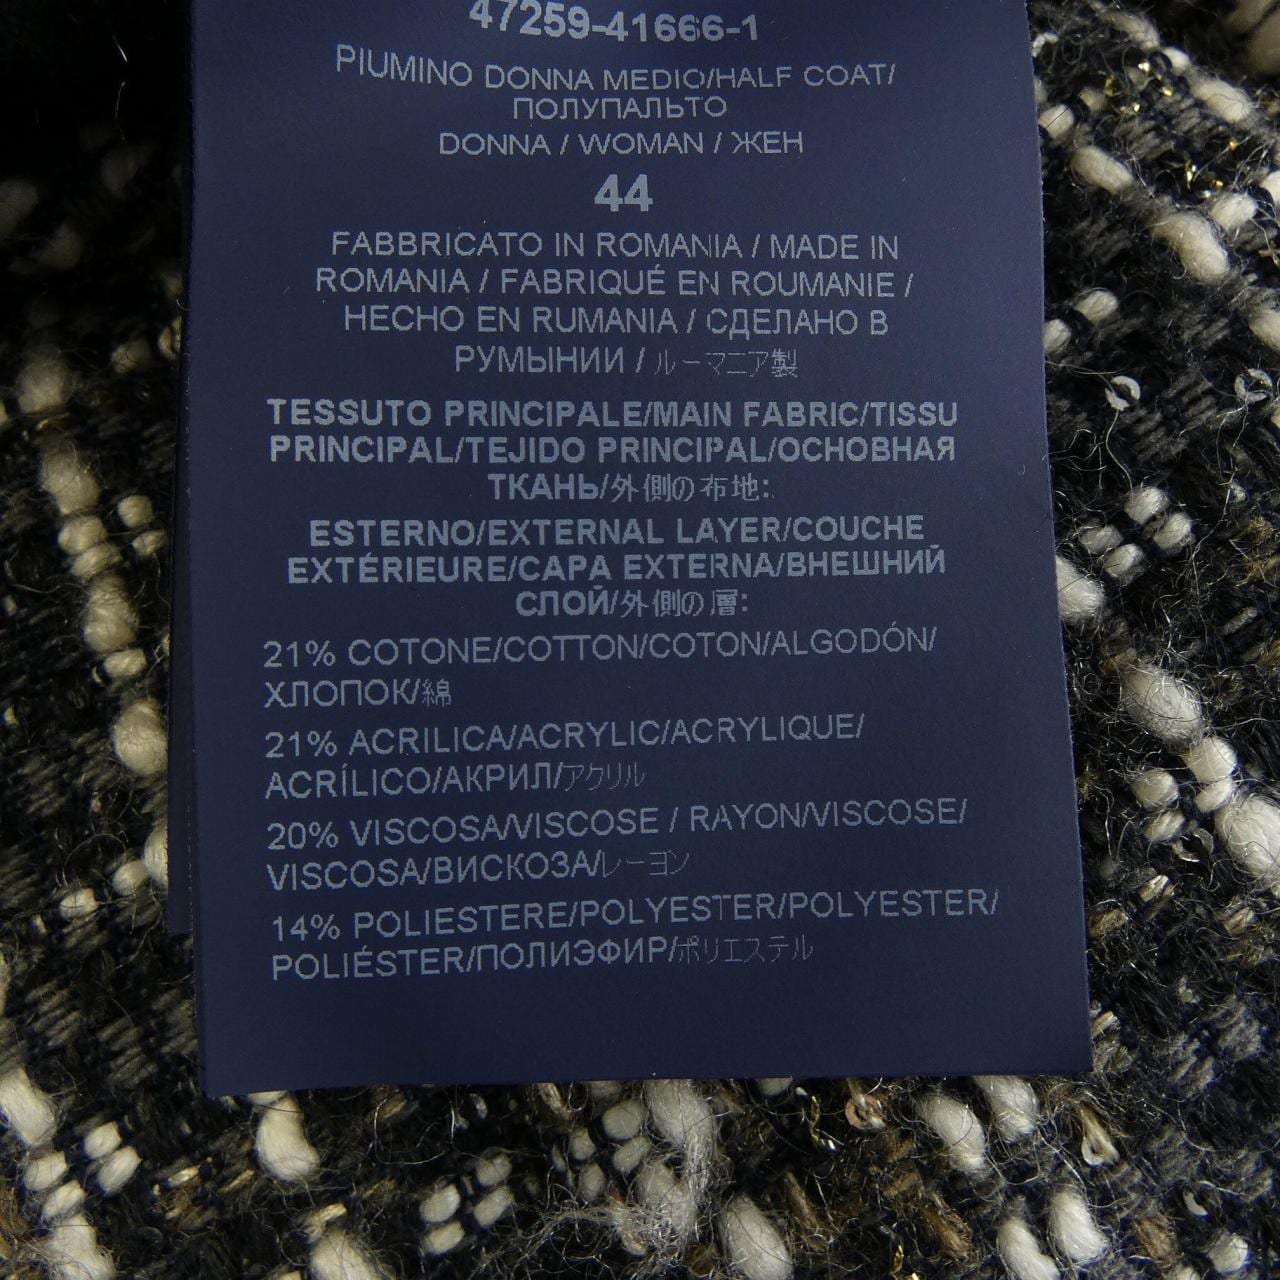 47259-41666-1
PIUMINO DONNA MEDIO/HALF COAT/
ПОЛУПАЛЬТО
DONNA / WOMAN / ЖЕН
44
FABBRICATO IN ROMANIA / MADE IN
ROMANIA / FABRIQUÉ EN ROUMANIE /
HECHO EN RUMANIA / СДЕЛАНО В
РУМЫНИИ / ルーマニア製
TESSUTO PRINCIPALE/MAIN FABRIC/TISSU
PRINCIPAL/TEJIDO PRINCIPAL/ОСНОВНАЯ
ТКАНЬ/外側の布地:
ESTERNO/EXTERNAL LAYER/COUCHE
EXTÉRIEURE/CAPA EXTERNA/ВНЕШНИЙ
СЛОЙ/外側の層:
21% COTONE/COTTON/COTON/ALGODÓN/
ХЛОПОК/綿
21% ACRILICA/ACRYLIC/ACRYLIQUE/
ACRÍLICO/АКРИЛ/アクリル
20% VISCOSA/VISCOSE / RAYON/VISCOSE/
VISCOSA/ВИСКОЗА/レーヨン
14% POLIESTERE/POLYESTER/POLYESTER/
POLIÉSTER/ПОЛИЭФИР/ポリエステル